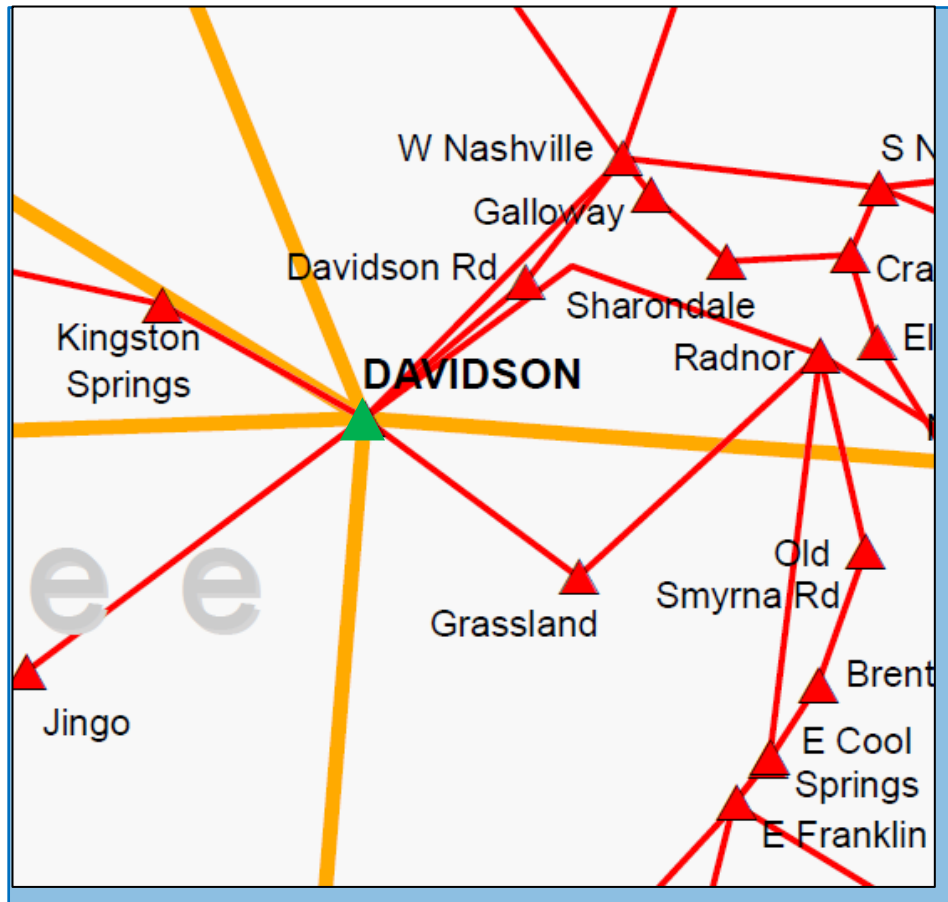 W Nashville
S N
Galloway
Davidson Rd
Cra
Sharondale
Kingston
Springs
El
Radnor
DAVIDSON
Old
Smyrna Rd
e e
Grassland
Brent
Jingo
E Cool
Springs
E Franklin